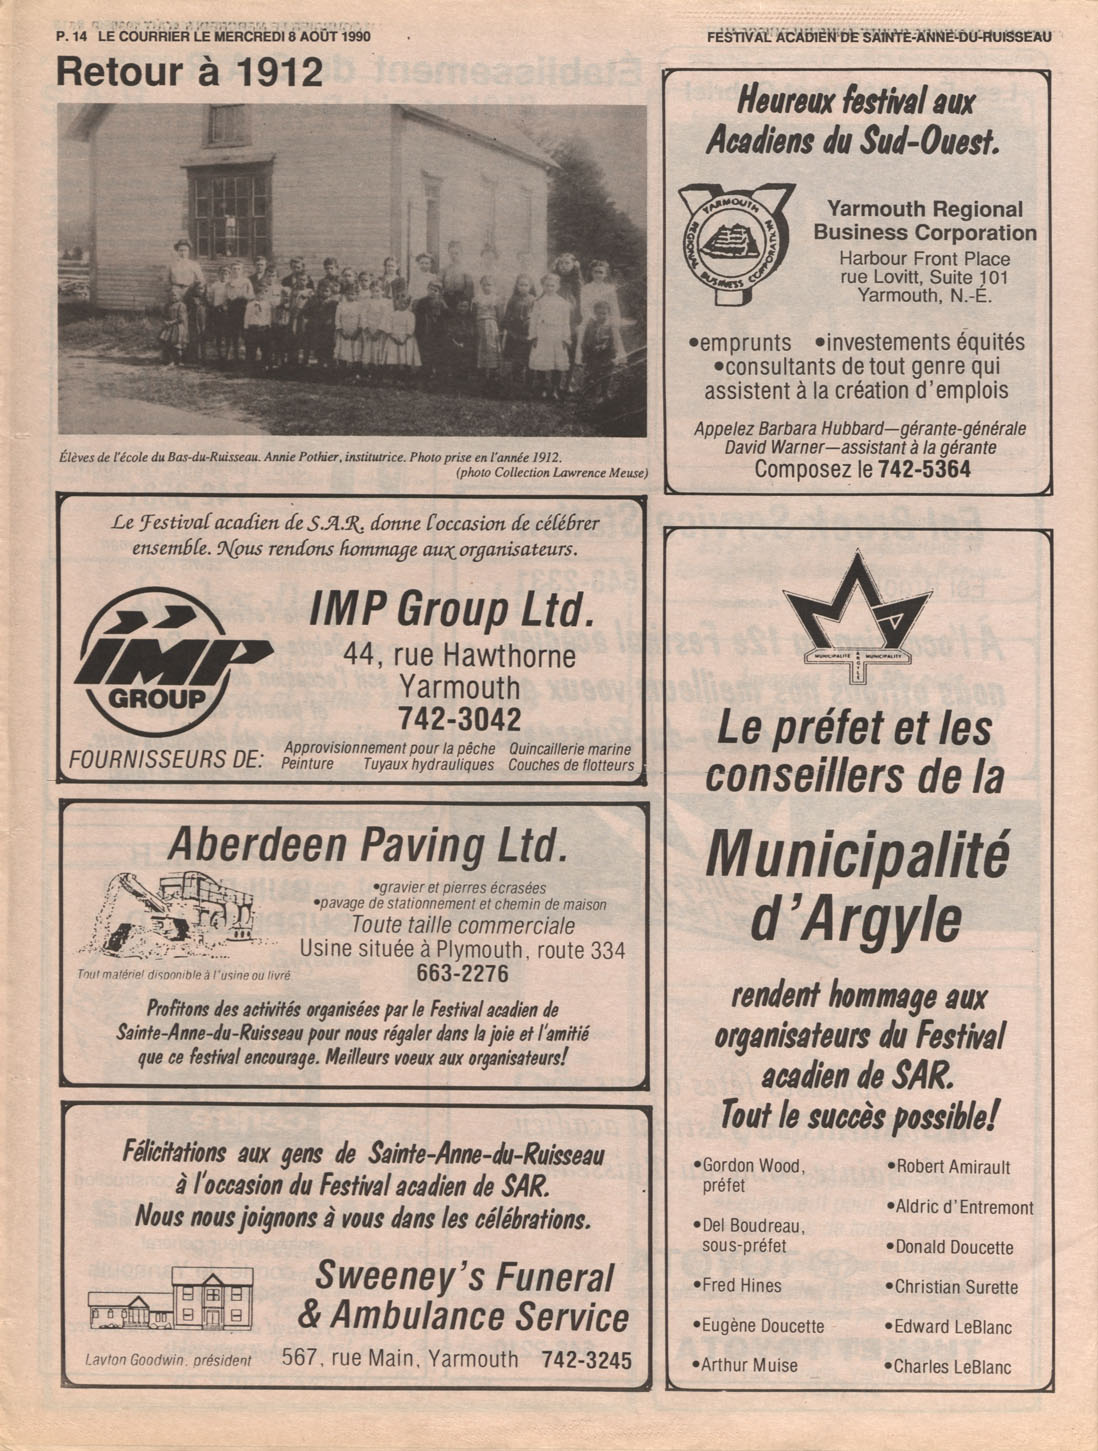 P. 14 LE COURRIER LE MERCREDI 8 AOUT 1990
FESTIVAL ACADIEN DE SAINTE-ANNE-DU-RUISSEAU
Retour à 1912
Élèves de l'école du Bas-du-Ruisseau. Annie Pothier, institutrice. Photo prise en l'année 1912.
(photo Collection Lawrence Meuse)
Le Festival acadien de S.A.R. donne l'occasion de célébrer
ensemble. Nous rendons hommage aux organisateurs.
IMP
GROUP
IMP Group Ltd.
44, rue Hawthorne
Yarmouth
742-3042
FOURNISSEURS DE:
Approvisionnement pour la pêche Quincaillerie marine
Peinture Tuyaux hydrauliques Couches de flotteurs
Aberdeen Paving Ltd.
•gravier et pierres écrasées
•pavage de stationnement et chemin de maison
Toute taille commerciale
Usine située à Plymouth, route 334
663-2276
Tout matériel disponible à l'usine ou livré
Profitons des activités organisées par le Festival acadien de
Sainte-Anne-du-Ruisseau pour nous régaler dans la joie et l'amitié
que ce festival encourage. Meilleurs voeux aux organisateurs!
Félicitations aux gens de Sainte-Anne-du-Ruisseau
à l'occasion du Festival acadien de SAR.
Nous nous joignons à vous dans les célébrations.
Sweeney's Funeral
& Ambulance Service
Layton Goodwin, président
567, rue Main, Yarmouth 742-3245
Heureux festival aux
Acadiens du Sud-Ouest.
YARMOUTH
REGIONAL
BUSINESS CORPORATION
Yarmouth Regional
Business Corporation
Harbour Front Place
rue Lovitt, Suite 101
Yarmouth, N.-É.
•emprunts •investements équités
•consultants de tout genre qui
assistent à la création d'emplois
Appelez Barbara Hubbard—gérante-générale
David Warner—assistant à la gérante
Composez le 742-5364
MUNICIPALITÉ MUNICIPALITY
ARGYLE
Le préfet et les
conseillers de la
Municipalité
d'Argyle
rendent hommage aux
organisateurs du Festival
acadien de SAR.
Tout le succès possible!
•Gordon Wood,
préfet
•Del Boudreau,
sous-préfet
•Fred Hines
•Eugène Doucette
•Arthur Muise
•Robert Amirault
•Aldric d'Entremont
•Donald Doucette
•Christian Surette
•Edward LeBlanc
•Charles LeBlanc